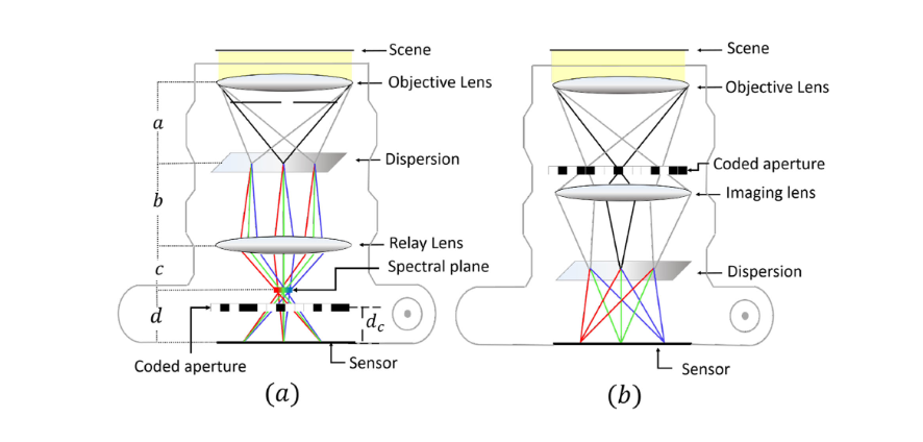 Scene
Objective Lens
a
Dispersion
b
Relay Lens
c
Spectral plane
d
d_c
Coded aperture
Sensor
(a)
Scene
Objective Lens
Coded aperture
Imaging lens
Dispersion
Sensor
(b)